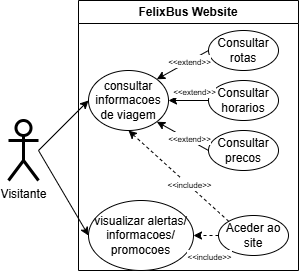 FelixBus Website
Consultar
rotas
<<extend>>
consultar
informacoes
de viagem
<<extend>>
Consultar
horarios
<<extend>>
Consultar
precos
Visitante
<<include>>
visualizar alertas/
informacoes/
promocoes
Aceder ao
site
<<include>>